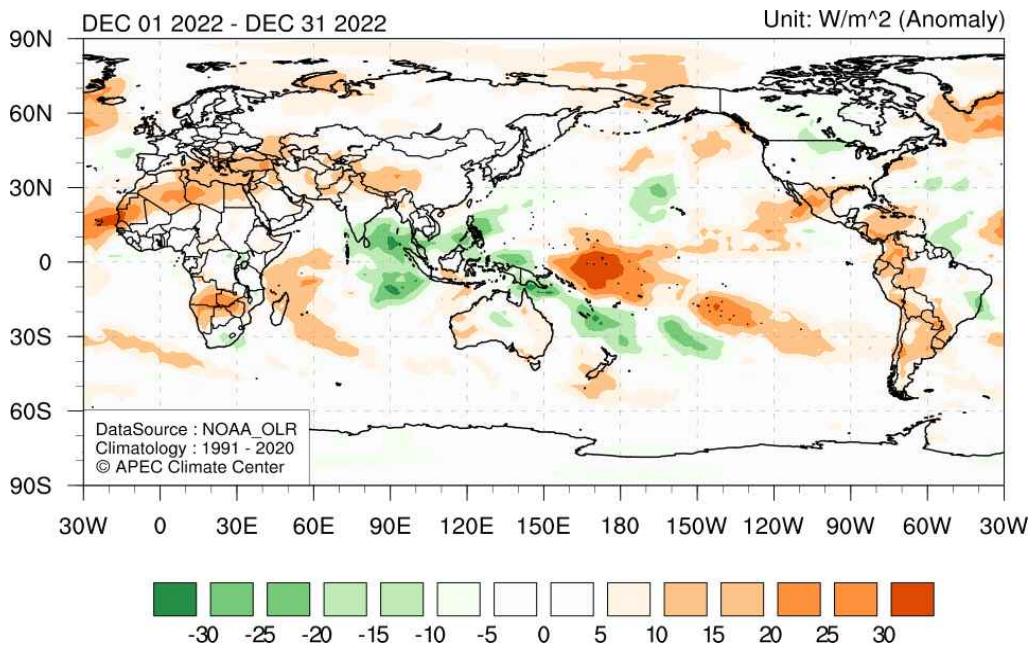 DEC 01 2022 - DEC 31 2022 Unit: W/m^2 (Anomaly)
90N
60N
30N
0
30S
60S
90S
DataSource : NOAA_OLR
Climatology : 1991 - 2020
© APEC Climate Center
30W 0 30E 60E 90E 120E 150E 180 150W 120W 90W 60W 30W
-30 -25 -20 -15 -10 -5 0 5 10 15 20 25 30